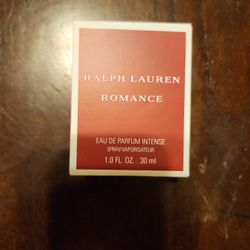 RALPH LAUREN
ROMANCE
EAU DE PARFUM INTENSE
SPRAY/VAPORISATEUR
1.0 FL. OZ. 30 ml